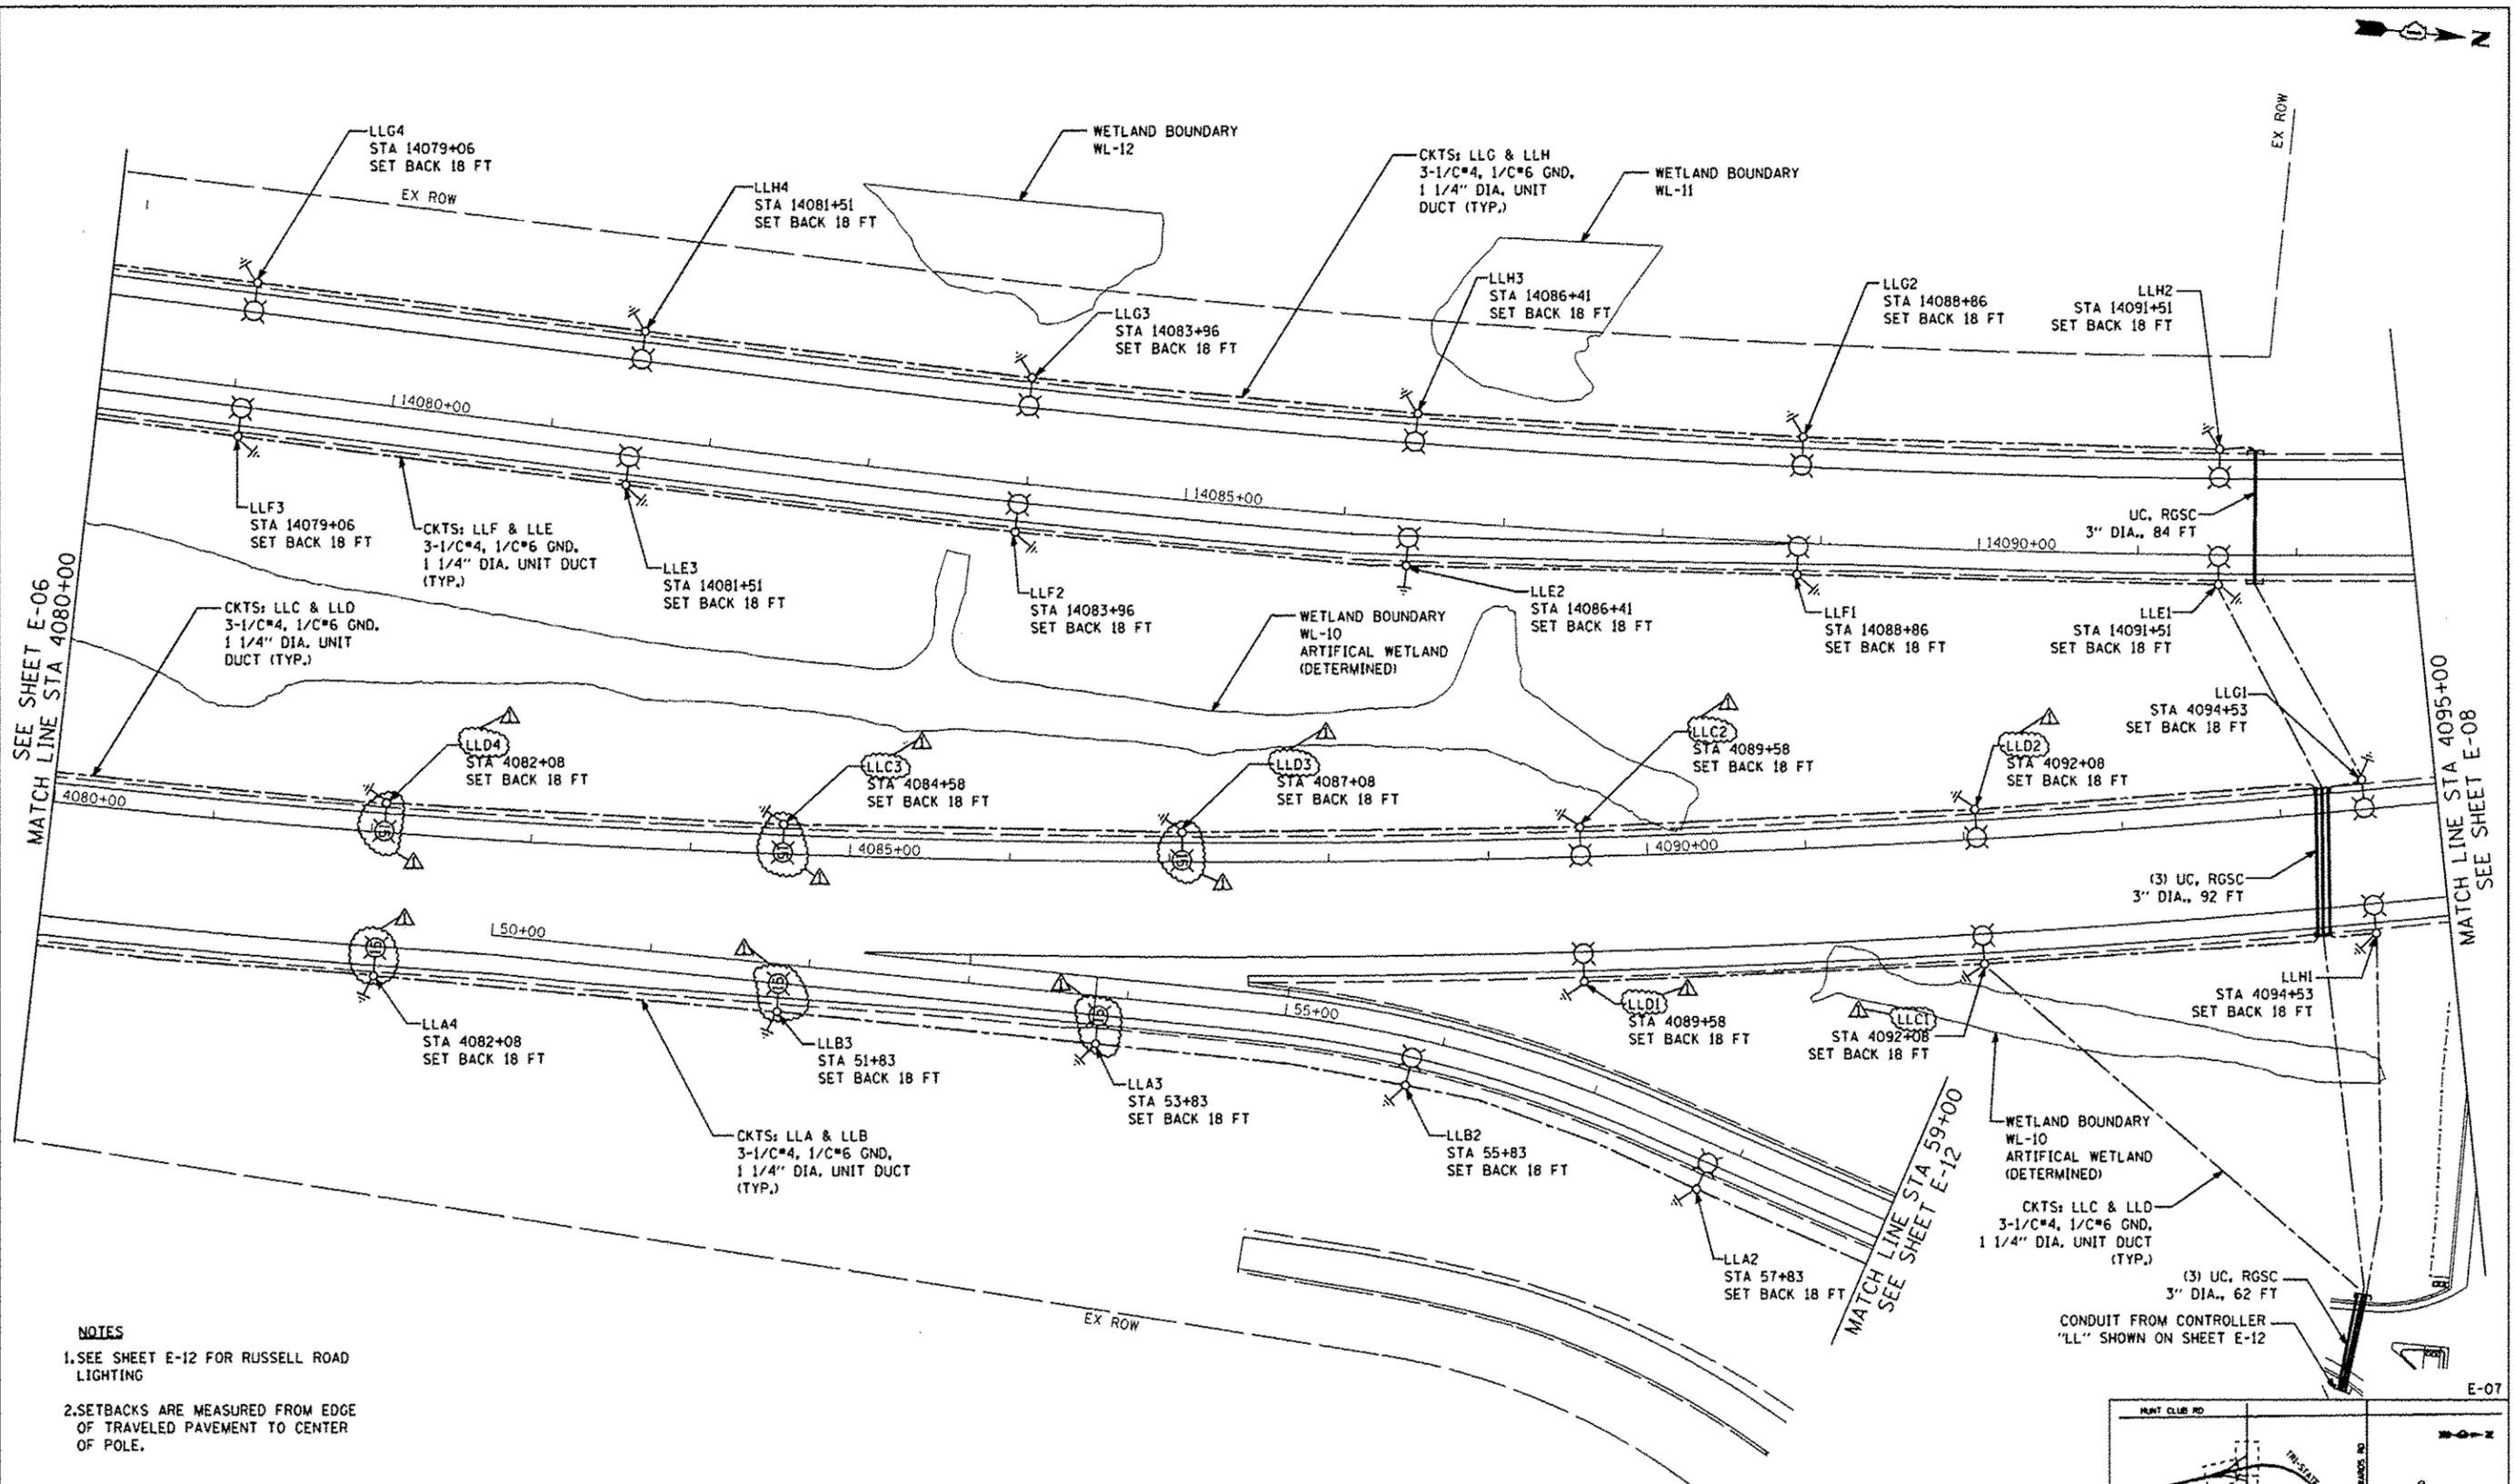 N
LLG4
STA 14079+06
SET BACK 18 FT
EX ROW
LLH4
STA 14081+51
SET BACK 18 FT
WETLAND BOUNDARY
WL-12
LLG3
STA 14083+96
SET BACK 18 FT
CKTS: LLG & LLH
3-1/C#4, 1/C#6 GND,
1 1/4" DIA. UNIT
DUCT (TYP.)
WETLAND BOUNDARY
WL-11
LLH3
STA 14086+41
SET BACK 18 FT
LLG2
STA 14088+86
SET BACK 18 FT
LLH2
STA 14091+51
SET BACK 18 FT
EX ROW
14080+00
14085+00
14090+00
UC, RGSC
3" DIA., 84 FT
LLF3
STA 14079+06
SET BACK 18 FT
CKTS: LLF & LLE
3-1/C#4, 1/C#6 GND,
1 1/4" DIA. UNIT DUCT
(TYP.)
LLE3
STA 14081+51
SET BACK 18 FT
LLF2
STA 14083+96
SET BACK 18 FT
LLE2
STA 14086+41
SET BACK 18 FT
LLF1
STA 14088+86
SET BACK 18 FT
LLE1
STA 14091+51
SET BACK 18 FT
SEE SHEET E-06
MATCH LINE STA 4080+00
CKTS: LLC & LLD
3-1/C#4, 1/C#6 GND,
1 1/4" DIA. UNIT
DUCT (TYP.)
WETLAND BOUNDARY
WL-10
ARTIFICAL WETLAND
(DETERMINED)
LLD4
STA 4082+08
SET BACK 18 FT
LLC3
STA 4084+58
SET BACK 18 FT
LLD3
STA 4087+08
SET BACK 18 FT
LLC2
STA 4089+58
SET BACK 18 FT
LLD2
STA 4092+08
SET BACK 18 FT
LLG1
STA 4094+53
SET BACK 18 FT
MATCH LINE STA 4095+00
SEE SHEET E-08
4080+00
4085+00
4090+00
(3) UC, RGSC
3" DIA., 92 FT
50+00
55+00
LLA4
STA 4082+08
SET BACK 18 FT
LLB3
STA 51+83
SET BACK 18 FT
LLA3
STA 53+83
SET BACK 18 FT
LLB2
STA 55+83
SET BACK 18 FT
LLA2
STA 57+83
SET BACK 18 FT
LLD1
STA 4089+58
SET BACK 18 FT
LLC1
STA 4092+08
SET BACK 18 FT
LLH1
STA 4094+53
SET BACK 18 FT
CKTS: LLA & LLB
3-1/C#4, 1/C#6 GND,
1 1/4" DIA. UNIT DUCT
(TYP.)
MATCH LINE STA 59+00
SEE SHEET E-12
WETLAND BOUNDARY
WL-10
ARTIFICAL WETLAND
(DETERMINED)
CKTS: LLC & LLD
3-1/C#4, 1/C#6 GND,
1 1/4" DIA. UNIT DUCT
(TYP.)
(3) UC, RGSC
3" DIA., 62 FT
CONDUIT FROM CONTROLLER
"LL" SHOWN ON SHEET E-12
EX ROW
NOTES
1.SEE SHEET E-12 FOR RUSSELL ROAD
LIGHTING
2.SETBACKS ARE MEASURED FROM EDGE
OF TRAVELED PAVEMENT TO CENTER
OF POLE.
E-07
HUNT CLUB RD
N